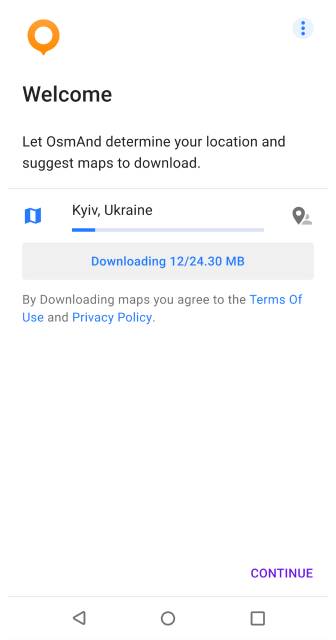 Welcome
Let OsmAnd determine your location and
suggest maps to download.
Kyiv, Ukraine
Downloading 12/24.30 MB
By Downloading maps you agree to the Terms Of
Use and Privacy Policy.
CONTINUE